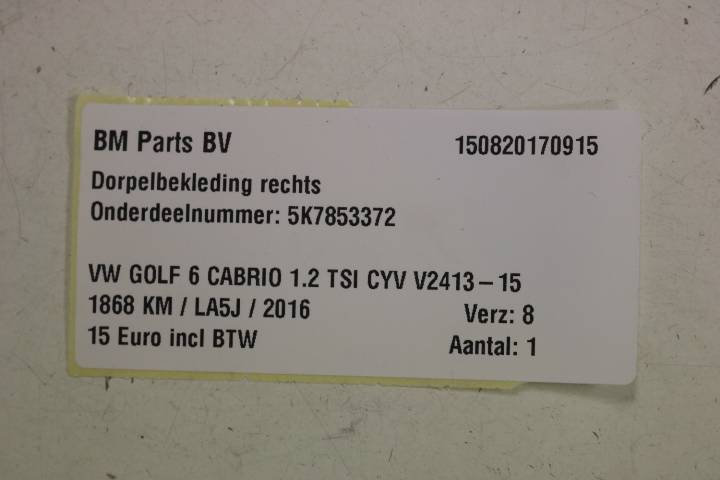 BM Parts BV 150820170915
Dorpelbekleding rechts
Onderdeelnummer: 5K7853372
VW GOLF 6 CABRIO 1.2 TSI CYV V2413-15
1868 KM / LA5J / 2016 Verz: 8
15 Euro incl BTW Aantal: 1